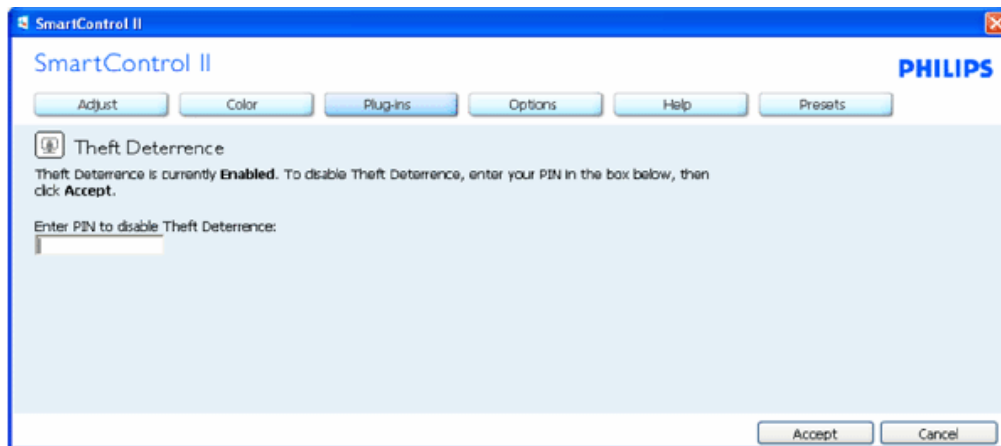 SmartControl II
SmartControl II
PHILIPS
Adjust Color Plug-ins Options Help Presets
Theft Deterrence
Theft Deterrence is currently Enabled. To disable Theft Deterrence, enter your PIN in the box below, then
click Accept.
Enter PIN to disable Theft Deterrence:
Accept Cancel